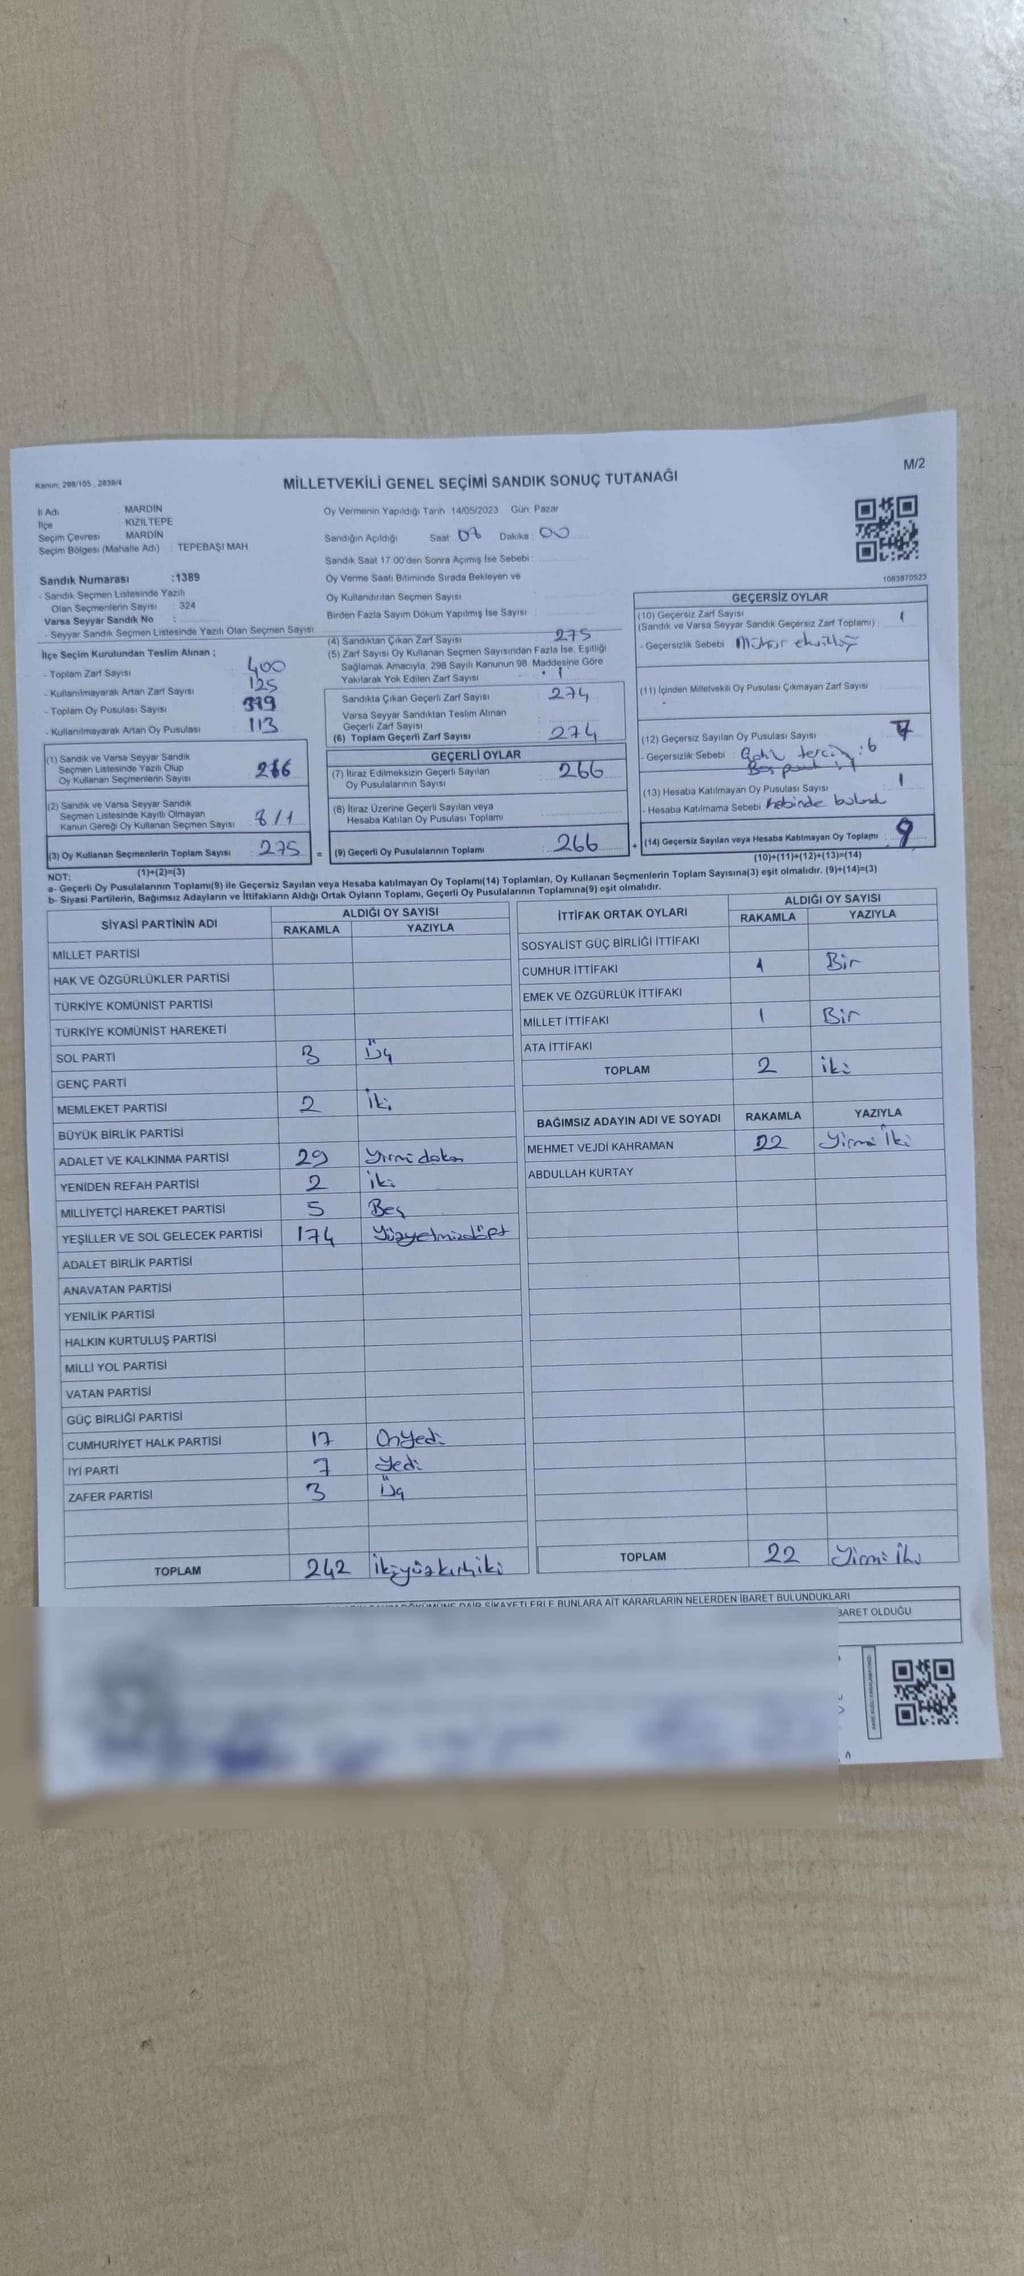 M/2
Kanun: 298/105 , 2839/4
MİLLETVEKİLİ GENEL SEÇİMİ SANDIK SONUÇ TUTANAĞI
İl Adı MARDİN
İlçe KIZILTEPE
Seçim Çevresi MARDİN
Seçim Bölgesi (Mahalle Adı) : TEPEBAŞI MAH
Sandık Numarası :1389
- Sandık Seçmen Listesinde Yazılı
Olan Seçmenlerin Sayısı : 324
Varsa Seyyar Sandık No :
- Seyyar Sandık Seçmen Listesinde Yazılı Olan Seçmen Sayısı
İlçe Seçim Kurulundan Teslim Alınan ;
- Toplam Zarf Sayısı 400
- Kullanılmayarak Artan Zarf Sayısı 125
- Toplam Oy Pusulası Sayısı
- Kullanılmayarak Artan Oy Pusulası 113
(1) Sandık ve Varsa Seyyar Sandık
Seçmen Listesinde Yazılı Olup
Oy Kullanan Seçmenlerin Sayısı 266
(2) Sandık ve Varsa Seyyar Sandık
Seçmen Listesinde Kayıtlı Olmayan
Kanun Gereği Oy Kullanan Seçmen Sayısı 8/1
(3) Oy Kullanan Seçmenlerin Toplam Sayısı 275 =
(1)+(2)=(3)
Oy Vermenin Yapıldığı Tarih 14/05/2023 Gün Pazar
Sandığın Açıldığı Saat Dakika 00
Sandık Saat 17.00'den Sonra Açılmış İse Sebebi :
Oy Verme Saati Bitiminde Sırada Bekleyen ve
Oy Kullandırılan Seçmen Sayısı
Birden Fazla Sayım Döküm Yapılmış İse Sayısı
(4) Sandıktan Çıkan Zarf Sayısı 275
(5) Zarf Sayısı Oy Kullanan Seçmen Sayısından Fazla İse, Eşitliği
Sağlamak Amacıyla, 298 Sayılı Kanunun 98. Maddesine Göre
Yakılarak Yok Edilen Zarf Sayısı 1
Sandıkta Çıkan Geçerli Zarf Sayısı 274
Varsa Seyyar Sandıktan Teslim Alınan
Geçerli Zarf Sayısı
(6) Toplam Geçerli Zarf Sayısı 274
GEÇERLİ OYLAR
(7) İtiraz Edilmeksizin Geçerli Sayılan
Oy Pusulalarının Sayısı 266
(8) İtiraz Üzerine Geçerli Sayılan veya
Hesaba Katılan Oy Pusulası Toplamı
(9) Geçerli Oy Pusulalarının Toplamı 266 +
1083870523
GEÇERSİZ OYLAR
(10) Geçersiz Zarf Sayısı 1
(Sandık ve Varsa Seyyar Sandık Geçersiz Zarf Toplamı)
- Geçersizlik Sebebi
(11) İçinden Milletvekili Oy Pusulası Çıkmayan Zarf Sayısı
(12) Geçersiz Sayılan Oy Pusulası Sayısı 7
- Geçersizlik Sebebi : tercih : 6
(13) Hesaba Katılmayan Oy Pusulası Sayısı 1
- Hesaba Katılmama Sebebi kabinde
(14) Geçersiz Sayılan veya Hesaba Katılmayan Oy Toplamı 9
(10)+(11)+(12)+(13)=(14)
NOT:
a- Geçerli Oy Pusulalarının Toplamı(9) ile Geçersiz Sayılan veya Hesaba katılmayan Oy Toplamı(14) Toplamları, Oy Kullanan Seçmenlerin Toplam Sayısına(3) eşit olmalıdır. (9)+(14)=(3)
b- Siyasi Partilerin, Bağımsız Adayların ve İttifakların Aldığı Ortak Oyların Toplamı, Geçerli Oy Pusulalarının Toplamına(9) eşit olmalıdır.
SİYASİ PARTİNİN ADI ALDIĞI OY SAYISI
RAKAMLA YAZIYLA
MİLLET PARTİSİ
HAK VE ÖZGÜRLÜKLER PARTİSİ
TÜRKİYE KOMÜNİST PARTİSİ
TÜRKİYE KOMÜNİST HAREKETİ
SOL PARTİ 3 Üç
GENÇ PARTİ
MEMLEKET PARTİSİ 2 İki
BÜYÜK BİRLİK PARTİSİ
ADALET VE KALKINMA PARTİSİ 29 Yirmidokuz
YENİDEN REFAH PARTİSİ 2 İki
MİLLİYETÇİ HAREKET PARTİSİ 5 Beş
YEŞİLLER VE SOL GELECEK PARTİSİ 174 Yüzyetmişdört
ADALET BİRLİK PARTİSİ
ANAVATAN PARTİSİ
YENİLİK PARTİSİ
HALKIN KURTULUŞ PARTİSİ
MİLLİ YOL PARTİSİ
VATAN PARTİSİ
GÜÇ BİRLİĞİ PARTİSİ
CUMHURİYET HALK PARTİSİ 17 Onyedi
İYİ PARTİ 7 Yedi
ZAFER PARTİSİ 3 Üç
TOPLAM 242 İkiyüzkırkiki
İTTİFAK ORTAK OYLARI ALDIĞI OY SAYISI
RAKAMLA YAZIYLA
SOSYALİST GÜÇ BİRLİĞİ İTTİFAKI
CUMHUR İTTİFAKI 1 Bir
EMEK VE ÖZGÜRLÜK İTTİFAKI
MİLLET İTTİFAKI 1 Bir
ATA İTTİFAKI
TOPLAM 2 iki
BAĞIMSIZ ADAYIN ADI VE SOYADI RAKAMLA YAZIYLA
MEHMET VEJDİ KAHRAMAN 22 Yirmi İki
ABDULLAH KURTAY
TOPLAM 22 Yirmi İki
DÖKÜMÜNE DAİR ŞİKAYETLERLE BUNLARA AİT KARARLARIN NELERDEN İBARET BULUNDUKLARI
BARET OLDUĞU